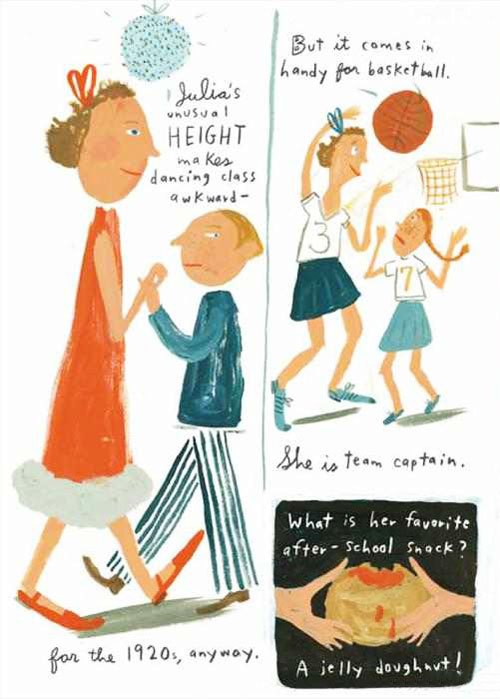 Julia's
unusual
HEIGHT
makes
dancing class
awkward-
for the 1920s, anyway.
But it comes in
handy for basketball.
3
7
She is team captain.
What is her favorite
after-school snack?
A jelly doughnut!